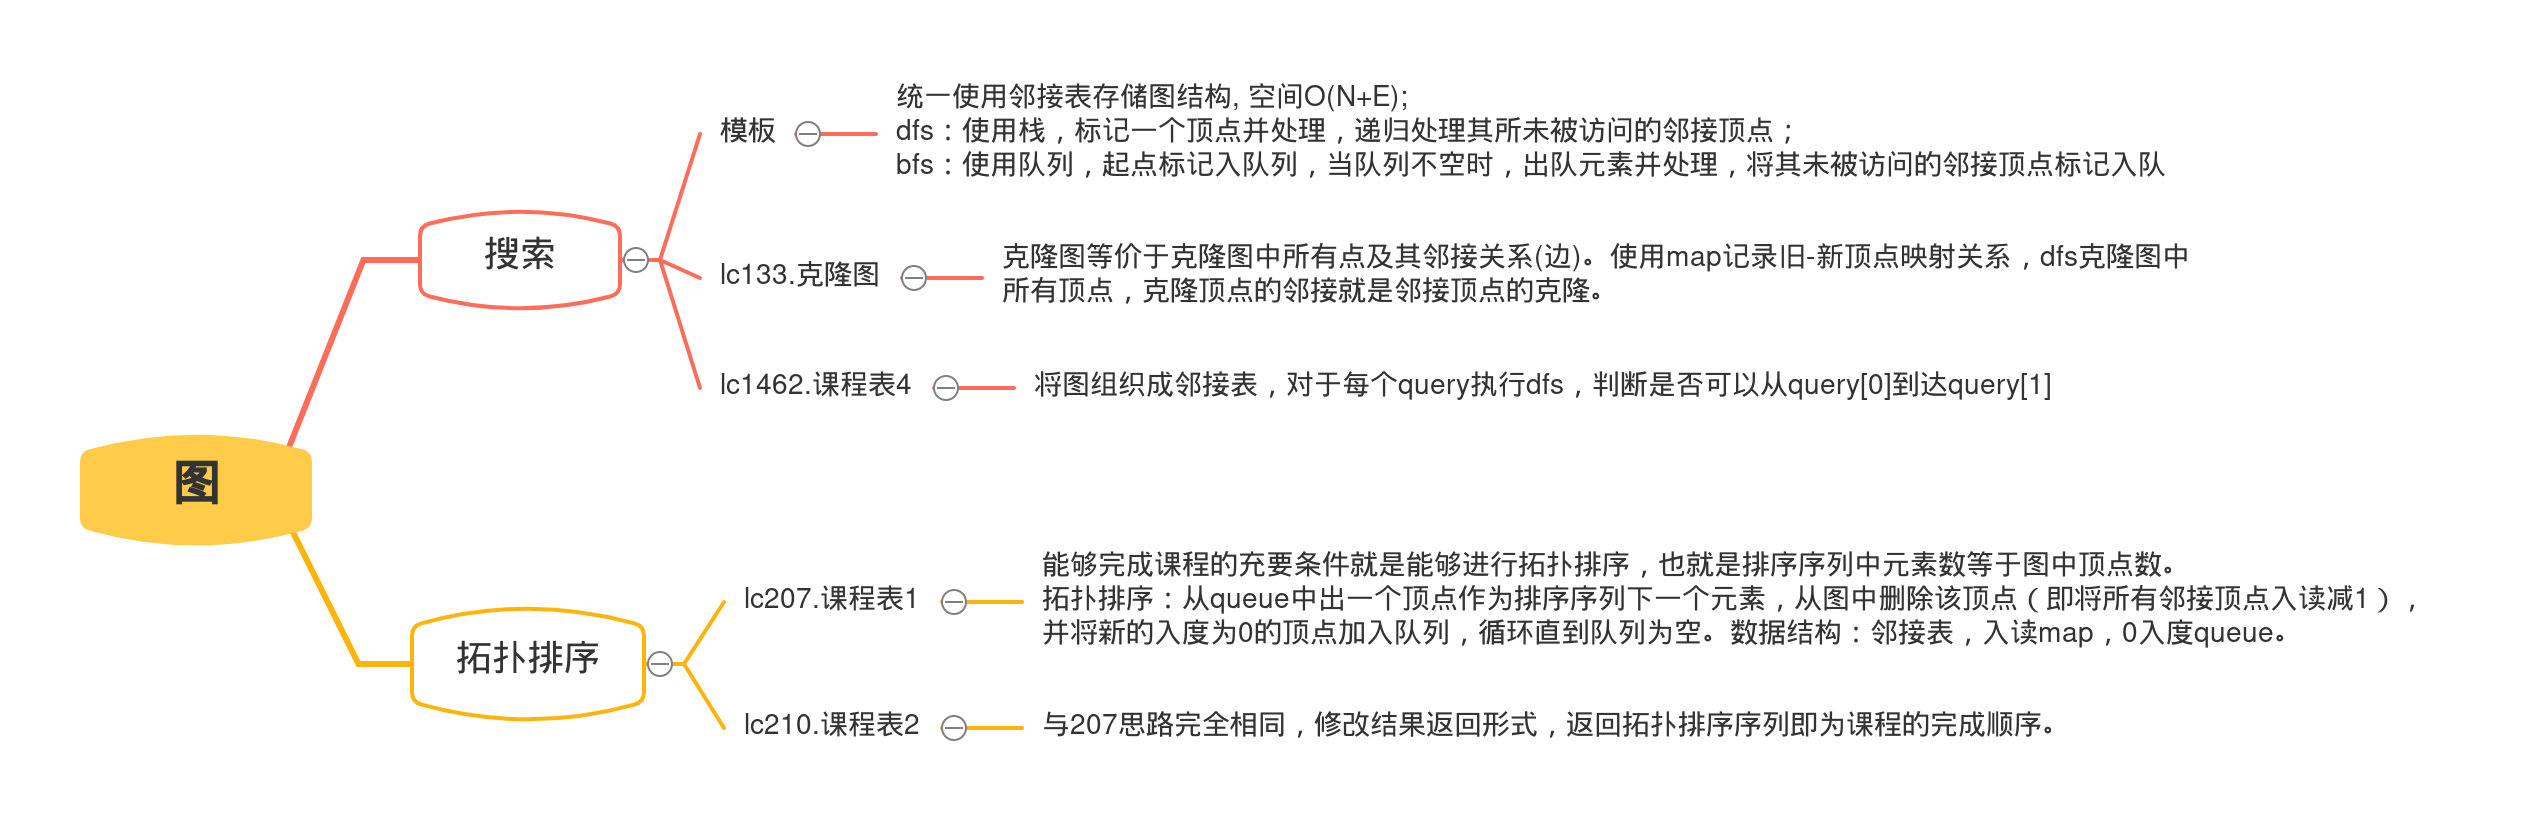 图
搜索
模板
统一使用邻接表存储图结构, 空间O(N+E);
dfs：使用栈，标记一个顶点并处理，递归处理其所未被访问的邻接顶点；
bfs：使用队列，起点标记入队列，当队列不空时，出队元素并处理，将其未被访问的邻接顶点标记入队
lc133.克隆图
克隆图等价于克隆图中所有点及其邻接关系(边)。使用map记录旧-新顶点映射关系，dfs克隆图中
所有顶点，克隆顶点的邻接就是邻接顶点的克隆。
lc1462.课程表4
将图组织成邻接表，对于每个query执行dfs，判断是否可以从query[0]到达query[1]
拓扑排序
lc207.课程表1
能够完成课程的充要条件就是能够进行拓扑排序，也就是排序序列中元素数等于图中顶点数。
拓扑排序：从queue中出一个顶点作为排序序列下一个元素，从图中删除该顶点（即将所有邻接顶点入读减1），
并将新的入度为0的顶点加入队列，循环直到队列为空。数据结构：邻接表，入读map，0入度queue。
lc210.课程表2
与207思路完全相同，修改结果返回形式，返回拓扑排序序列即为课程的完成顺序。